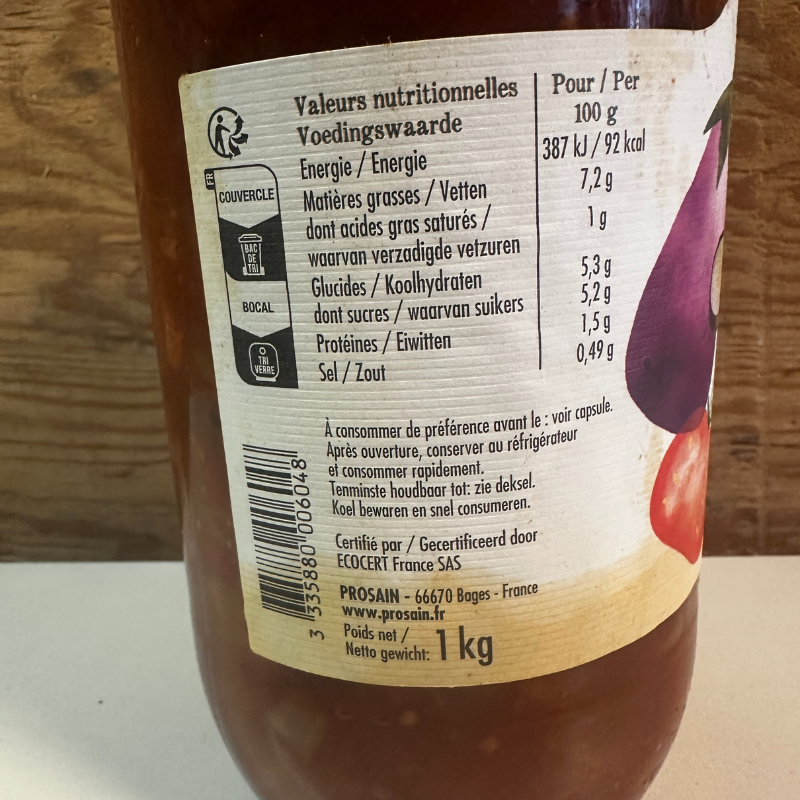 Valeurs nutritionnelles
Voedingswaarde
Pour / Per
100 g
Energie / Energie 387 kJ / 92 kcal
Matières grasses / Vetten 7,2 g
dont acides gras saturés / 1 g
waarvan verzadigde vetzuren
Glucides / Koolhydraten 5,3 g
dont sucres / waarvan suikers 5,2 g
Protéines / Eiwitten 1,5 g
Sel / Zout 0,49 g
FR
COUVERCLE
BAC
DE
TRI
BOCAL
TRI
VERRE
À consommer de préférence avant le : voir capsule.
Après ouverture, conserver au réfrigérateur
et consommer rapidement.
Tenminste houdbaar tot: zie deksel.
Koel bewaren en snel consumeren.
Certifié par / Gecertificeerd door
ECOCERT France SAS
PROSAIN - 66670 Bages - France
www.prosain.fr
Poids net /
Netto gewicht: 1 kg
3 335880 006048